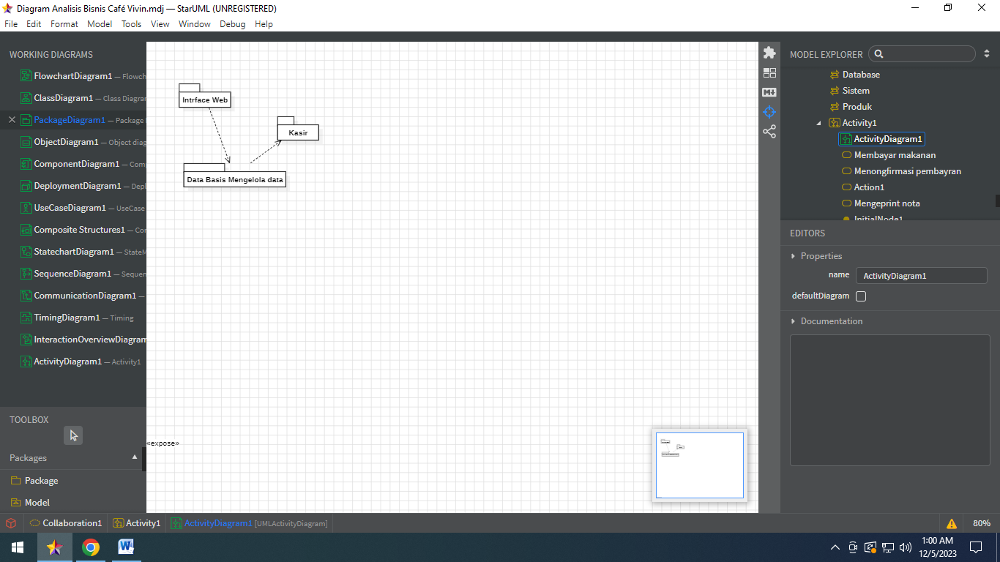 Diagram Analisis Bisnis Café Vivin.mdj — StarUML (UNREGISTERED)
File Edit Format Model Tools View Window Debug Help
WORKING DIAGRAMS
FlowchartDiagram1 — Flowch
ClassDiagram1 — Class Diagra
PackageDiagram1 — Package
ObjectDiagram1 — Object diag
ComponentDiagram1 — Com
DeploymentDiagram1 — Depl
UseCaseDiagram1 — UseCase
Composite Structures1 — Co
StatechartDiagram1 — StateM
SequenceDiagram1 — Sequen
CommunicationDiagram1 —
TimingDiagram1 — Timing
InteractionOverviewDiagram
ActivityDiagram1 — Activity1
TOOLBOX
Packages
Package
Model
Intrface Web
Kasir
Data Basis Mengelola data
«expose»
MODEL EXPLORER
Database
Sistem
Produk
Activity1
ActivityDiagram1
Membayar makanan
Menongfirmasi pembayran
Action1
Mengeprint nota
InitialNode1
EDITORS
Properties
name ActivityDiagram1
defaultDiagram
Documentation
Collaboration1 Activity1 ActivityDiagram1 [UMLActivityDiagram]
80%
1:00 AM
12/5/2023